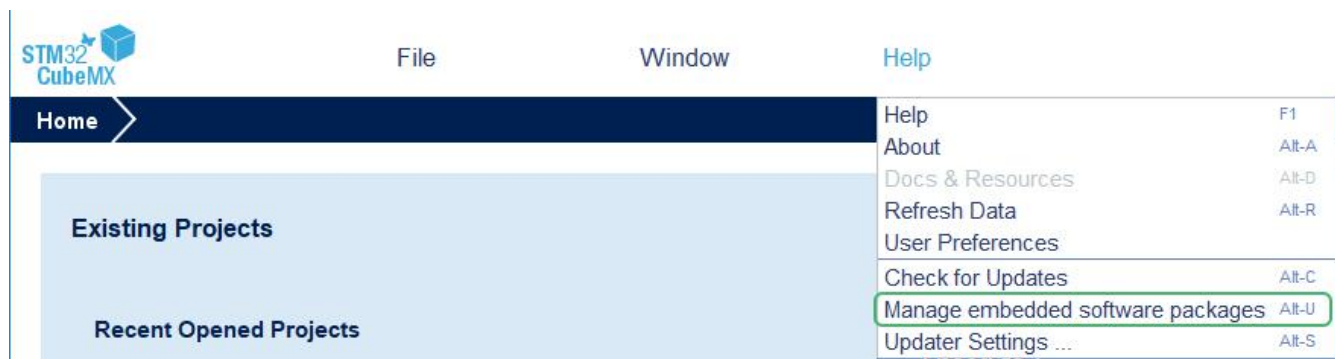 STM32
CubeMX
File Window Help
Home
Help F1
About Alt-A
Docs & Resources Alt-D
Refresh Data Alt-R
User Preferences
Check for Updates Alt-C
Manage embedded software packages Alt-U
Updater Settings ... Alt-S
Existing Projects
Recent Opened Projects